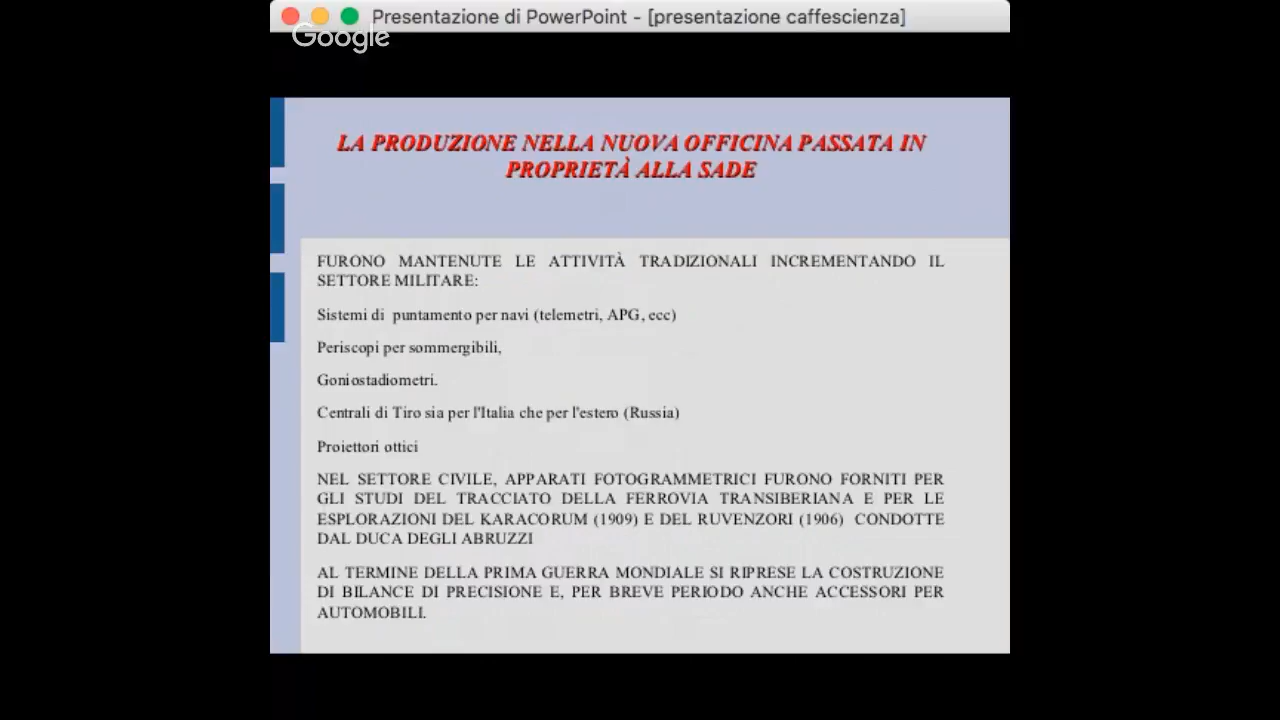 Presentazione di PowerPoint - [presentazione caffescienza]
Google
LA PRODUZIONE NELLA NUOVA OFFICINA PASSATA IN
PROPRIETÀ ALLA SADE
FURONO MANTENUTE LE ATTIVITÀ TRADIZIONALI INCREMENTANDO IL
SETTORE MILITARE:
Sistemi di puntamento per navi (telemetri, APG, ecc)
Periscopi per sommergibili,
Goniostadiometri.
Centrali di Tiro sia per l'Italia che per l'estero (Russia)
Proiettori ottici
NEL SETTORE CIVILE, APPARATI FOTOGRAMMETRICI FURONO FORNITI PER
GLI STUDI DEL TRACCIATO DELLA FERROVIA TRANSIBERIANA E PER LE
ESPLORAZIONI DEL KARACORUM (1909) E DEL RUVENZORI (1906) CONDOTTE
DAL DUCA DEGLI ABRUZZI
AL TERMINE DELLA PRIMA GUERRA MONDIALE SI RIPRESE LA COSTRUZIONE
DI BILANCE DI PRECISIONE E, PER BREVE PERIODO ANCHE ACCESSORI PER
AUTOMOBILI.